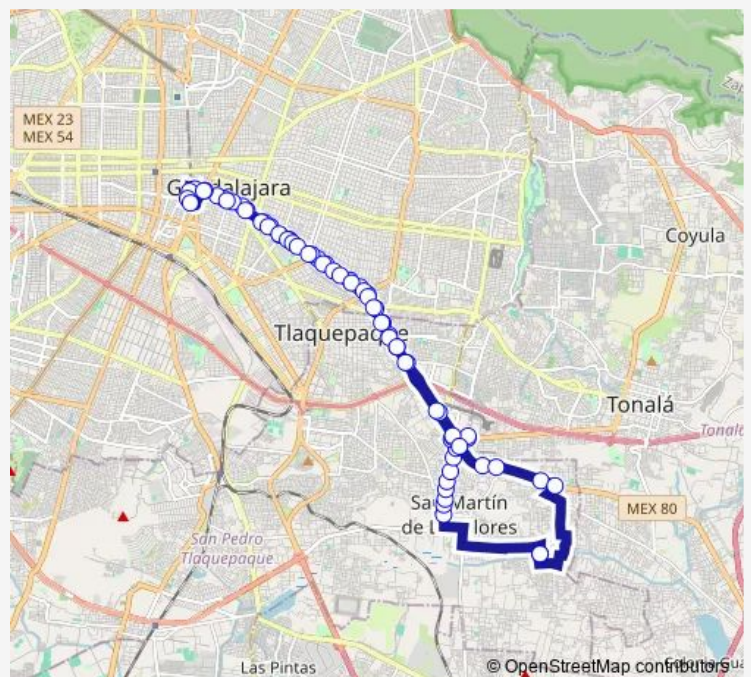 MEX 23
MEX 54
Guadalajara
Coyula
Tlaquepaque
Tonalá
San Martín
de las Flores
MEX 80
San Pedro
Tlaquepaque
Las Pintas
© OpenStreetMap contributors